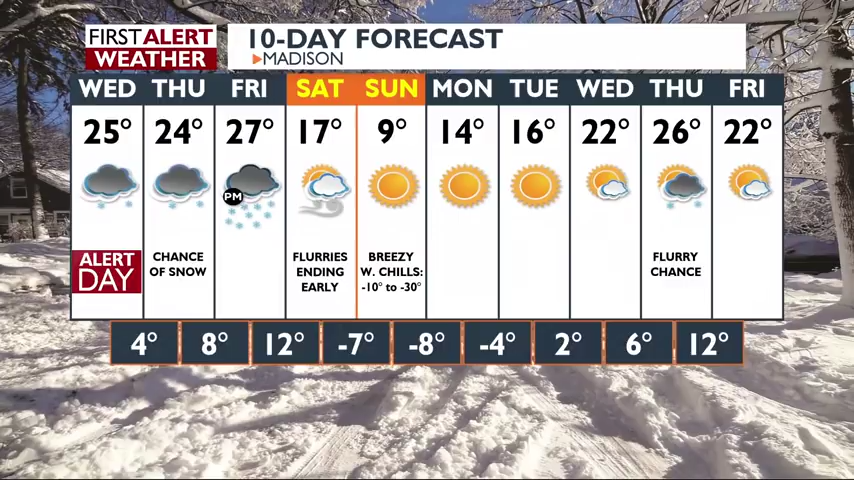 FIRST ALERT
WEATHER
10-DAY FORECAST
MADISON
WED THU FRI SAT SUN MON TUE WED THU FRI
25° 24° 27° 17° 9° 14° 16° 22° 26° 22°
PM
ALERT
DAY
CHANCE
OF SNOW
FLURRIES
ENDING
EARLY
BREEZY
W. CHILLS:
-10° to -30°
FLURRY
CHANCE
4° 8° 12° -7° -8° -4° 2° 6° 12°